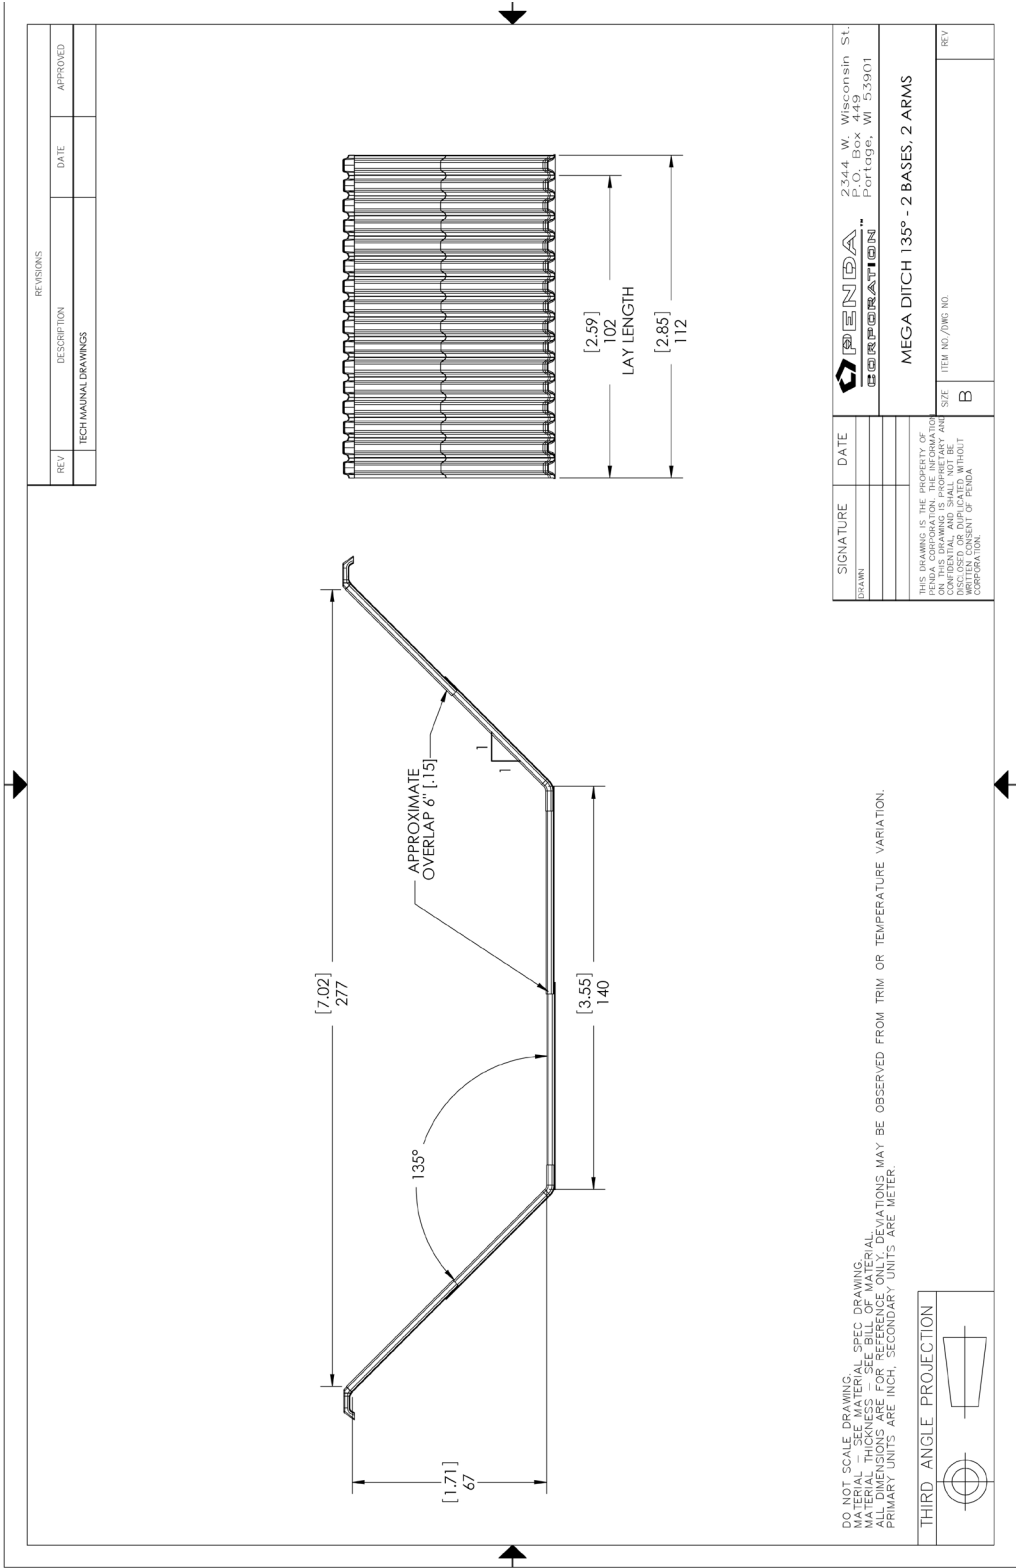 REVISIONS
REV
DESCRIPTION
DATE
APPROVED
TECH MAUNAL DRAWINGS
[7.02]
277
135°
APPROXIMATE
OVERLAP 6" [.15]
1
1
[1.71]
67
[3.55]
140
[2.59]
102
LAY LENGTH
[2.85]
112
DO NOT SCALE DRAWING.
MATERIAL - SEE MATERIAL SPEC DRAWING.
MATERIAL THICKNESS - SEE BILL OF MATERIAL.
ALL DIMENSIONS ARE FOR REFERENCE ONLY. DEVIATIONS MAY BE OBSERVED FROM TRIM OR TEMPERATURE VARIATION.
PRIMARY UNITS ARE INCH, SECONDARY UNITS ARE METER.
THIRD ANGLE PROJECTION
SIGNATURE
DATE
DRAWN
THIS DRAWING IS THE PROPERTY OF
PENDA CORPORATION. THE INFORMATION
ON THIS DRAWING IS PROPRIETARY AND
CONFIDENTIAL, AND SHALL NOT BE
DISCLOSED OR DUPLICATED WITHOUT
WRITTEN CONSENT OF PENDA
CORPORATION.
PENDA
CORPORATION™
2344 W. Wisconsin St.
P.O. Box 449
Portage, WI 53901
MEGA DITCH 135° - 2 BASES, 2 ARMS
SIZE
B
ITEM NO./DWG NO.
REV